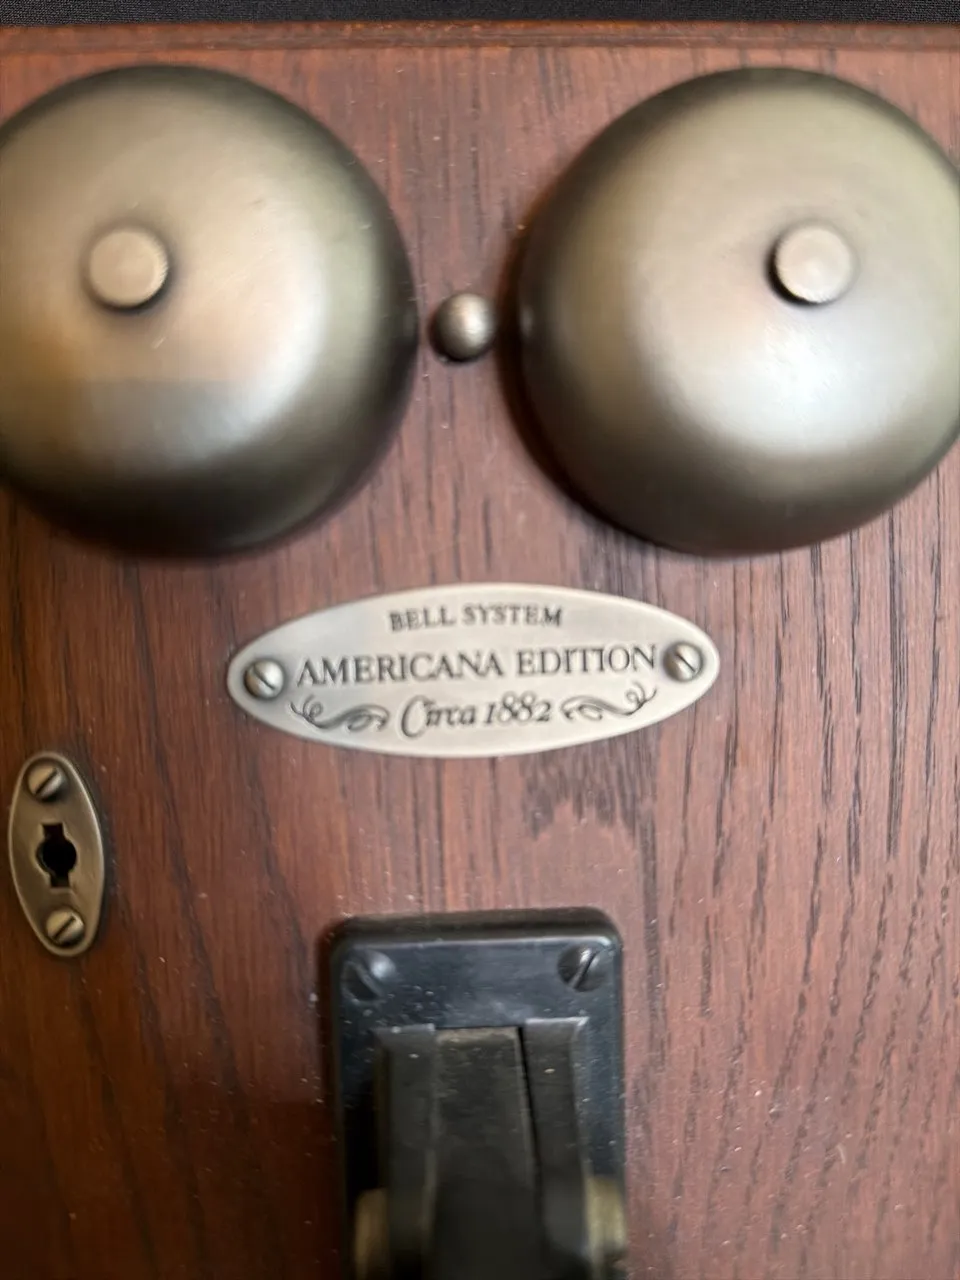 BELL SYSTEM
AMERICANA EDITION
Circa 1882